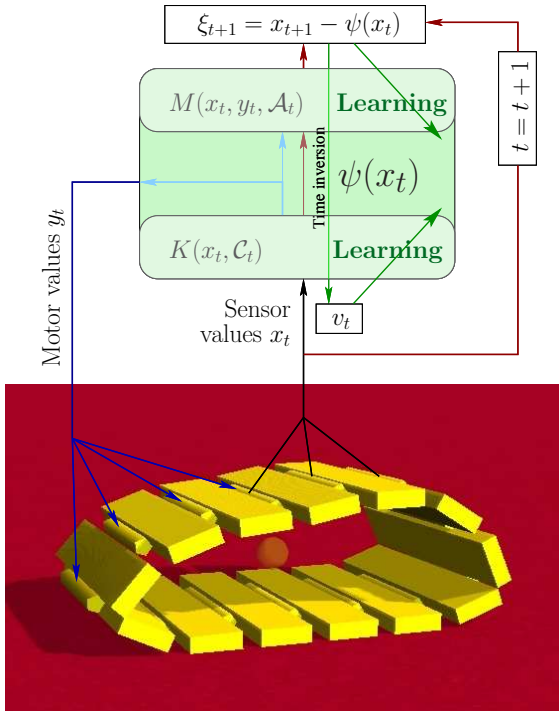 ξ_{t+1} = x_{t+1} − ψ(x_t)
t = t + 1
M(x_t, y_t, 𝒜_t)
Learning
Time inversion
ψ(x_t)
K(x_t, 𝒞_t)
Learning
Motor values y_t
Sensor
values x_t
v_t